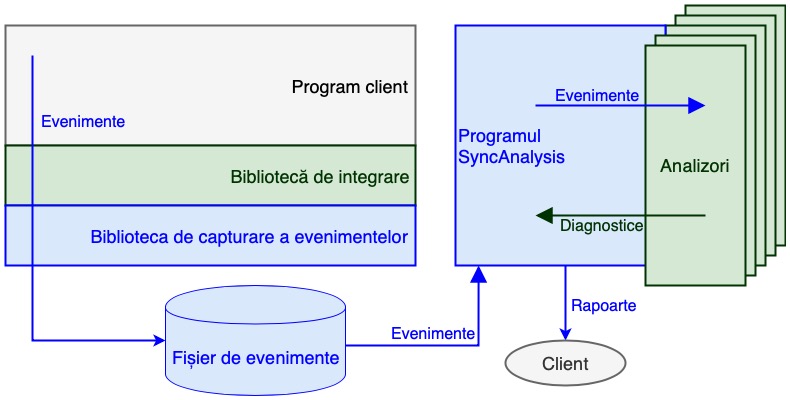 Program client
Evenimente
Bibliotecă de integrare
Biblioteca de capturare a evenimentelor
Fișier de evenimente
Evenimente
Programul
SyncAnalysis
Evenimente
Analizori
Diagnostice
Rapoarte
Client